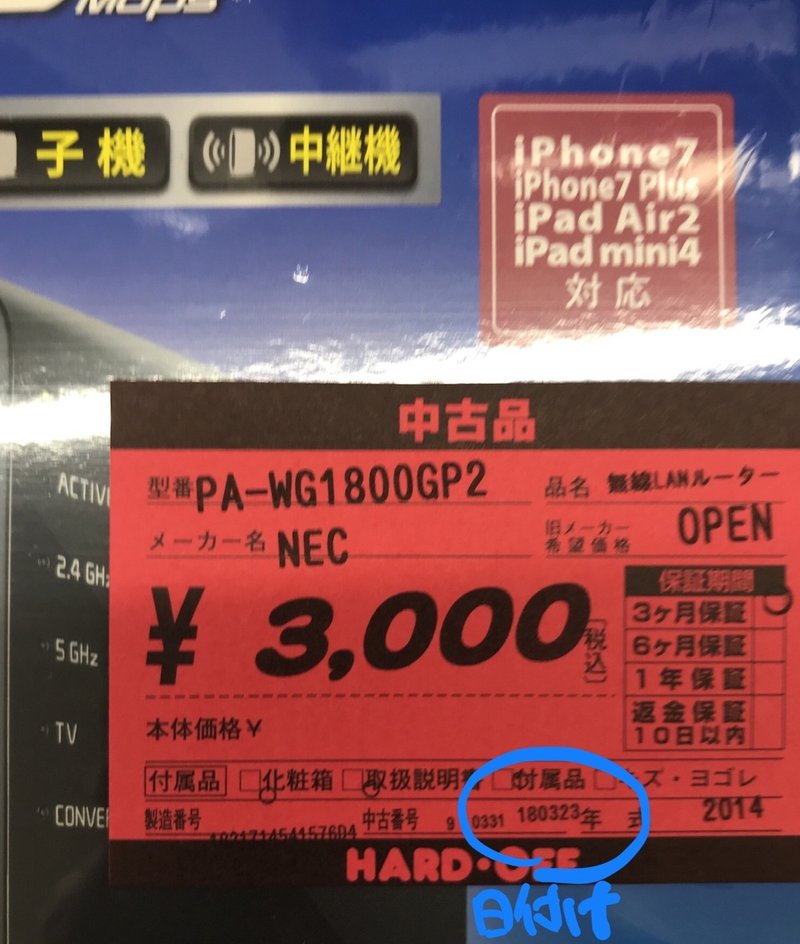 Mbps
子機
中継機
iPhone7
iPhone7 Plus
iPad Air2
iPad mini4
対応
ACTIV
2.4 GHz
5 GHz
TV
CONVE
中古品
型番 PA-WG1800GP2 品名 無線LANルーター
メーカー名 NEC 旧メーカー希望価格 OPEN
¥ 3,000 [税込]
保証期間
3ヶ月保証
6ヶ月保証
1年保証
返金保証
10日以内
本体価格¥
付属品 □化粧箱 □取扱説明書 □付属品 □キズ・ヨゴレ
製造番号 中古番号 9 0331 180323 年式 2014
HARD・OFF
日付け